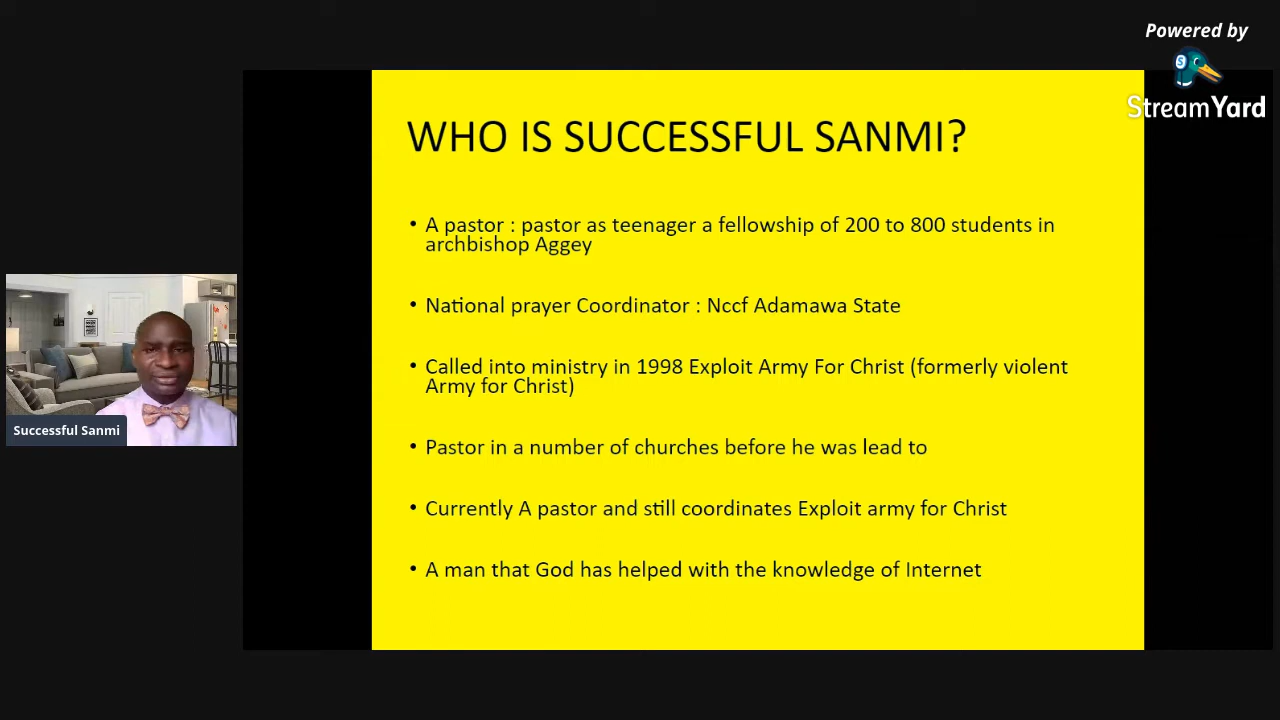 Powered by
StreamYard
WHO IS SUCCESSFUL SANMI?
• A pastor : pastor as teenager a fellowship of 200 to 800 students in
archbishop Aggey
• National prayer Coordinator : Nccf Adamawa State
• Called into ministry in 1998 Exploit Army For Christ (formerly violent
Army for Christ)
• Pastor in a number of churches before he was lead to
• Currently A pastor and still coordinates Exploit army for Christ
• A man that God has helped with the knowledge of Internet
Successful Sanmi